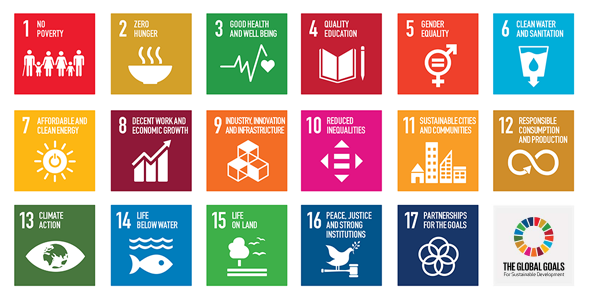 1 NO
POVERTY
2 ZERO
HUNGER
3 GOOD HEALTH
AND WELL BEING
4 QUALITY
EDUCATION
5 GENDER
EQUALITY
6 CLEAN WATER
AND SANITATION
7 AFFORDABLE AND
CLEAN ENERGY
8 DECENT WORK AND
ECONOMIC GROWTH
9 INDUSTRY, INNOVATION
AND INFRASTRUCTURE
10 REDUCED
INEQUALITIES
11 SUSTAINABLE CITIES
AND COMMUNITIES
12 RESPONSIBLE
CONSUMPTION
AND PRODUCTION
13 CLIMATE
ACTION
14 LIFE
BELOW WATER
15 LIFE
ON LAND
16 PEACE, JUSTICE
AND STRONG
INSTITUTIONS
17 PARTNERSHIPS
FOR THE GOALS
THE GLOBAL GOALS
For Sustainable Development